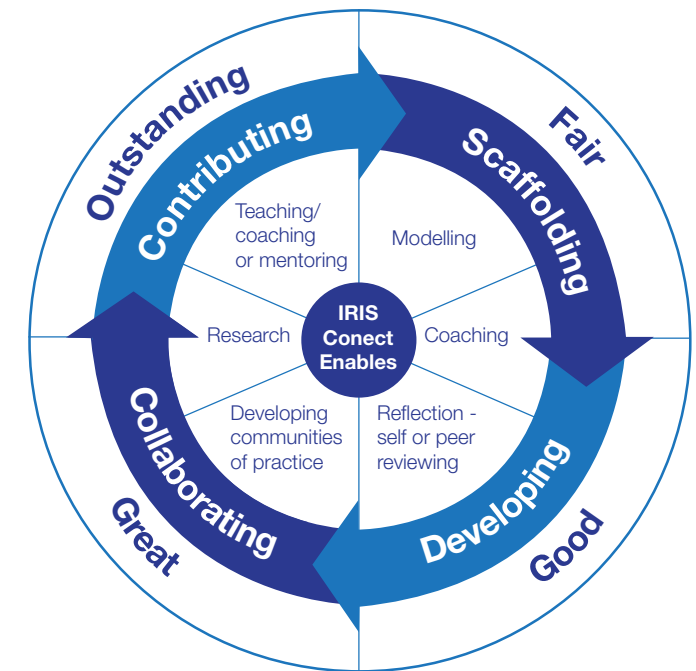 Outstanding
Fair
Contributing
Scaffolding
Teaching/
coaching
or mentoring
Modelling
Research
IRIS
Conect
Enables
Coaching
Developing
communities
of practice
Reflection -
self or peer
reviewing
Collaborating
Developing
Great
Good